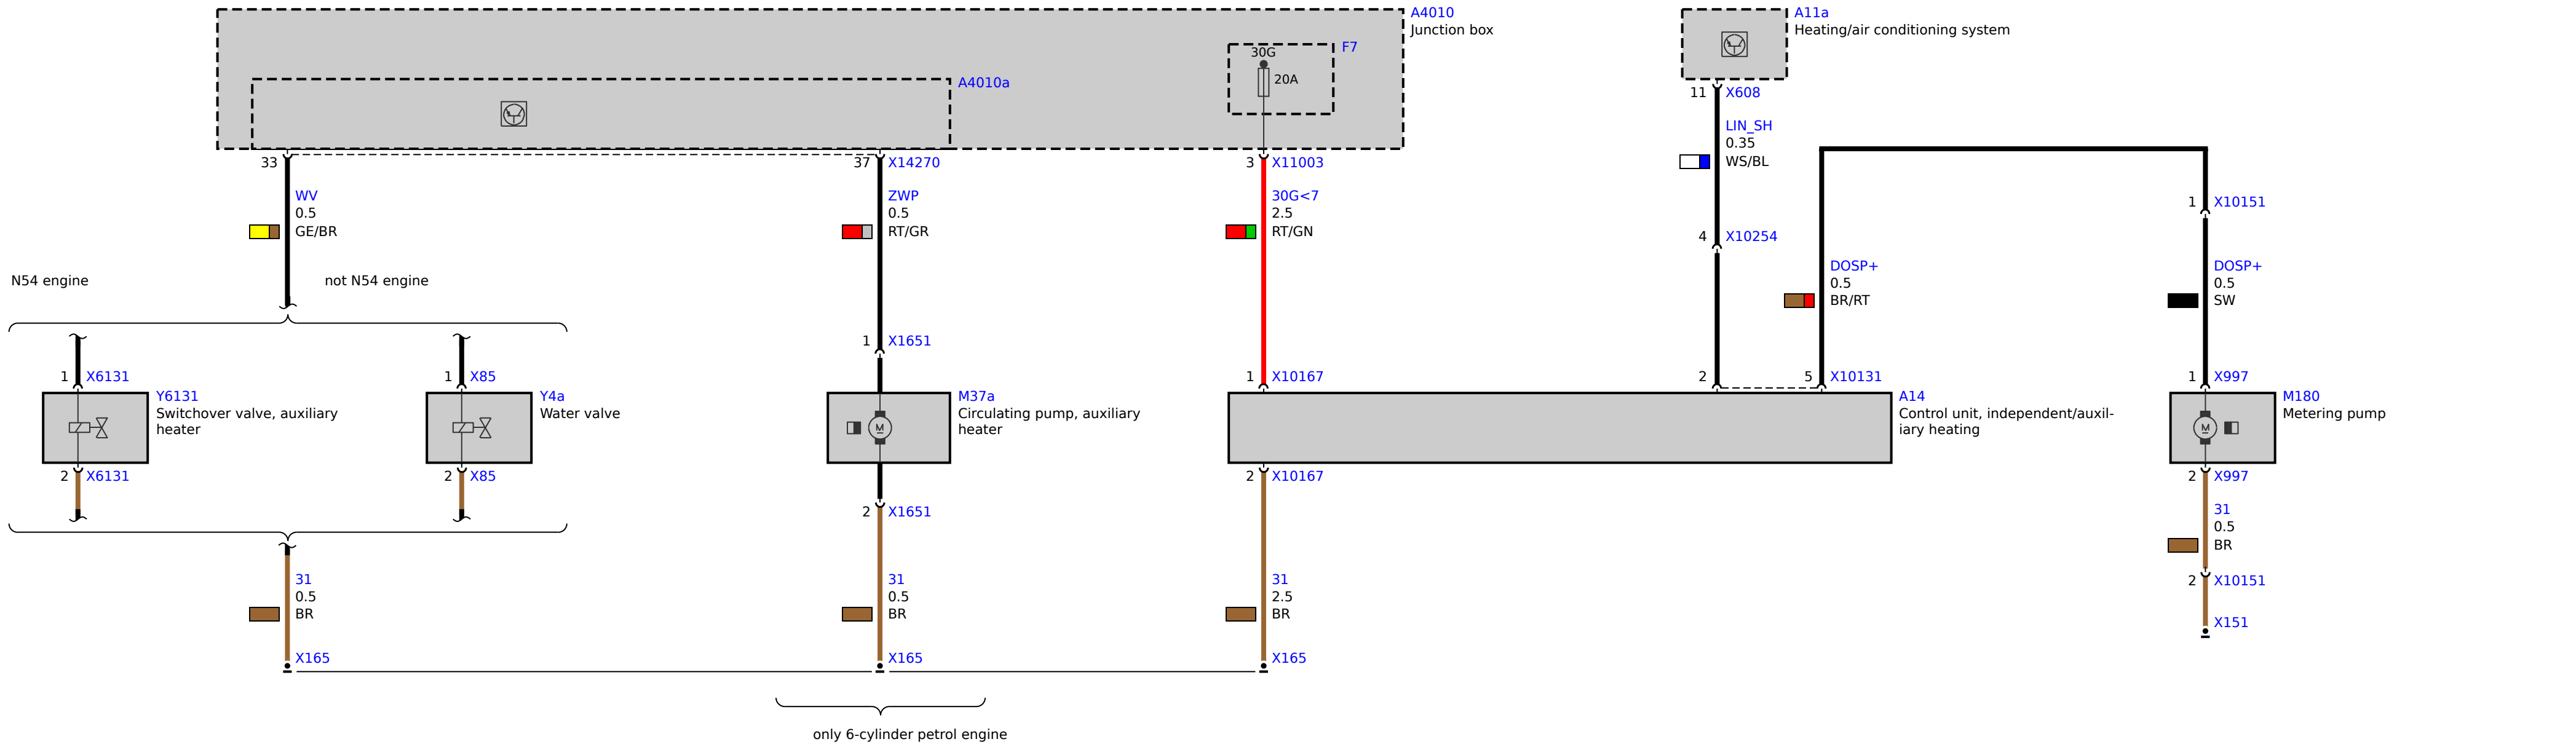 A4010
Junction box
A11a
Heating/air conditioning system
30G
F7
20A
A4010a
33
37
X14270
3
X11003
11
X608
LIN_SH
0.35
WS/BL
WV
0.5
GE/BR
ZWP
0.5
RT/GR
30G<7
2.5
RT/GN
1
X10151
4
X10254
N54 engine
not N54 engine
DOSP+
0.5
BR/RT
DOSP+
0.5
SW
1
X1651
1
X6131
1
X85
1
X10167
2
5
X10131
1
X997
Y6131
Switchover valve, auxiliary
heater
Y4a
Water valve
M
M37a
Circulating pump, auxiliary
heater
A14
Control unit, independent/auxil-
iary heating
M
M180
Metering pump
2
X6131
2
X85
2
X1651
2
X10167
2
X997
31
0.5
BR
2
X10151
X151
31
0.5
BR
31
0.5
BR
31
2.5
BR
X165
X165
X165
only 6-cylinder petrol engine